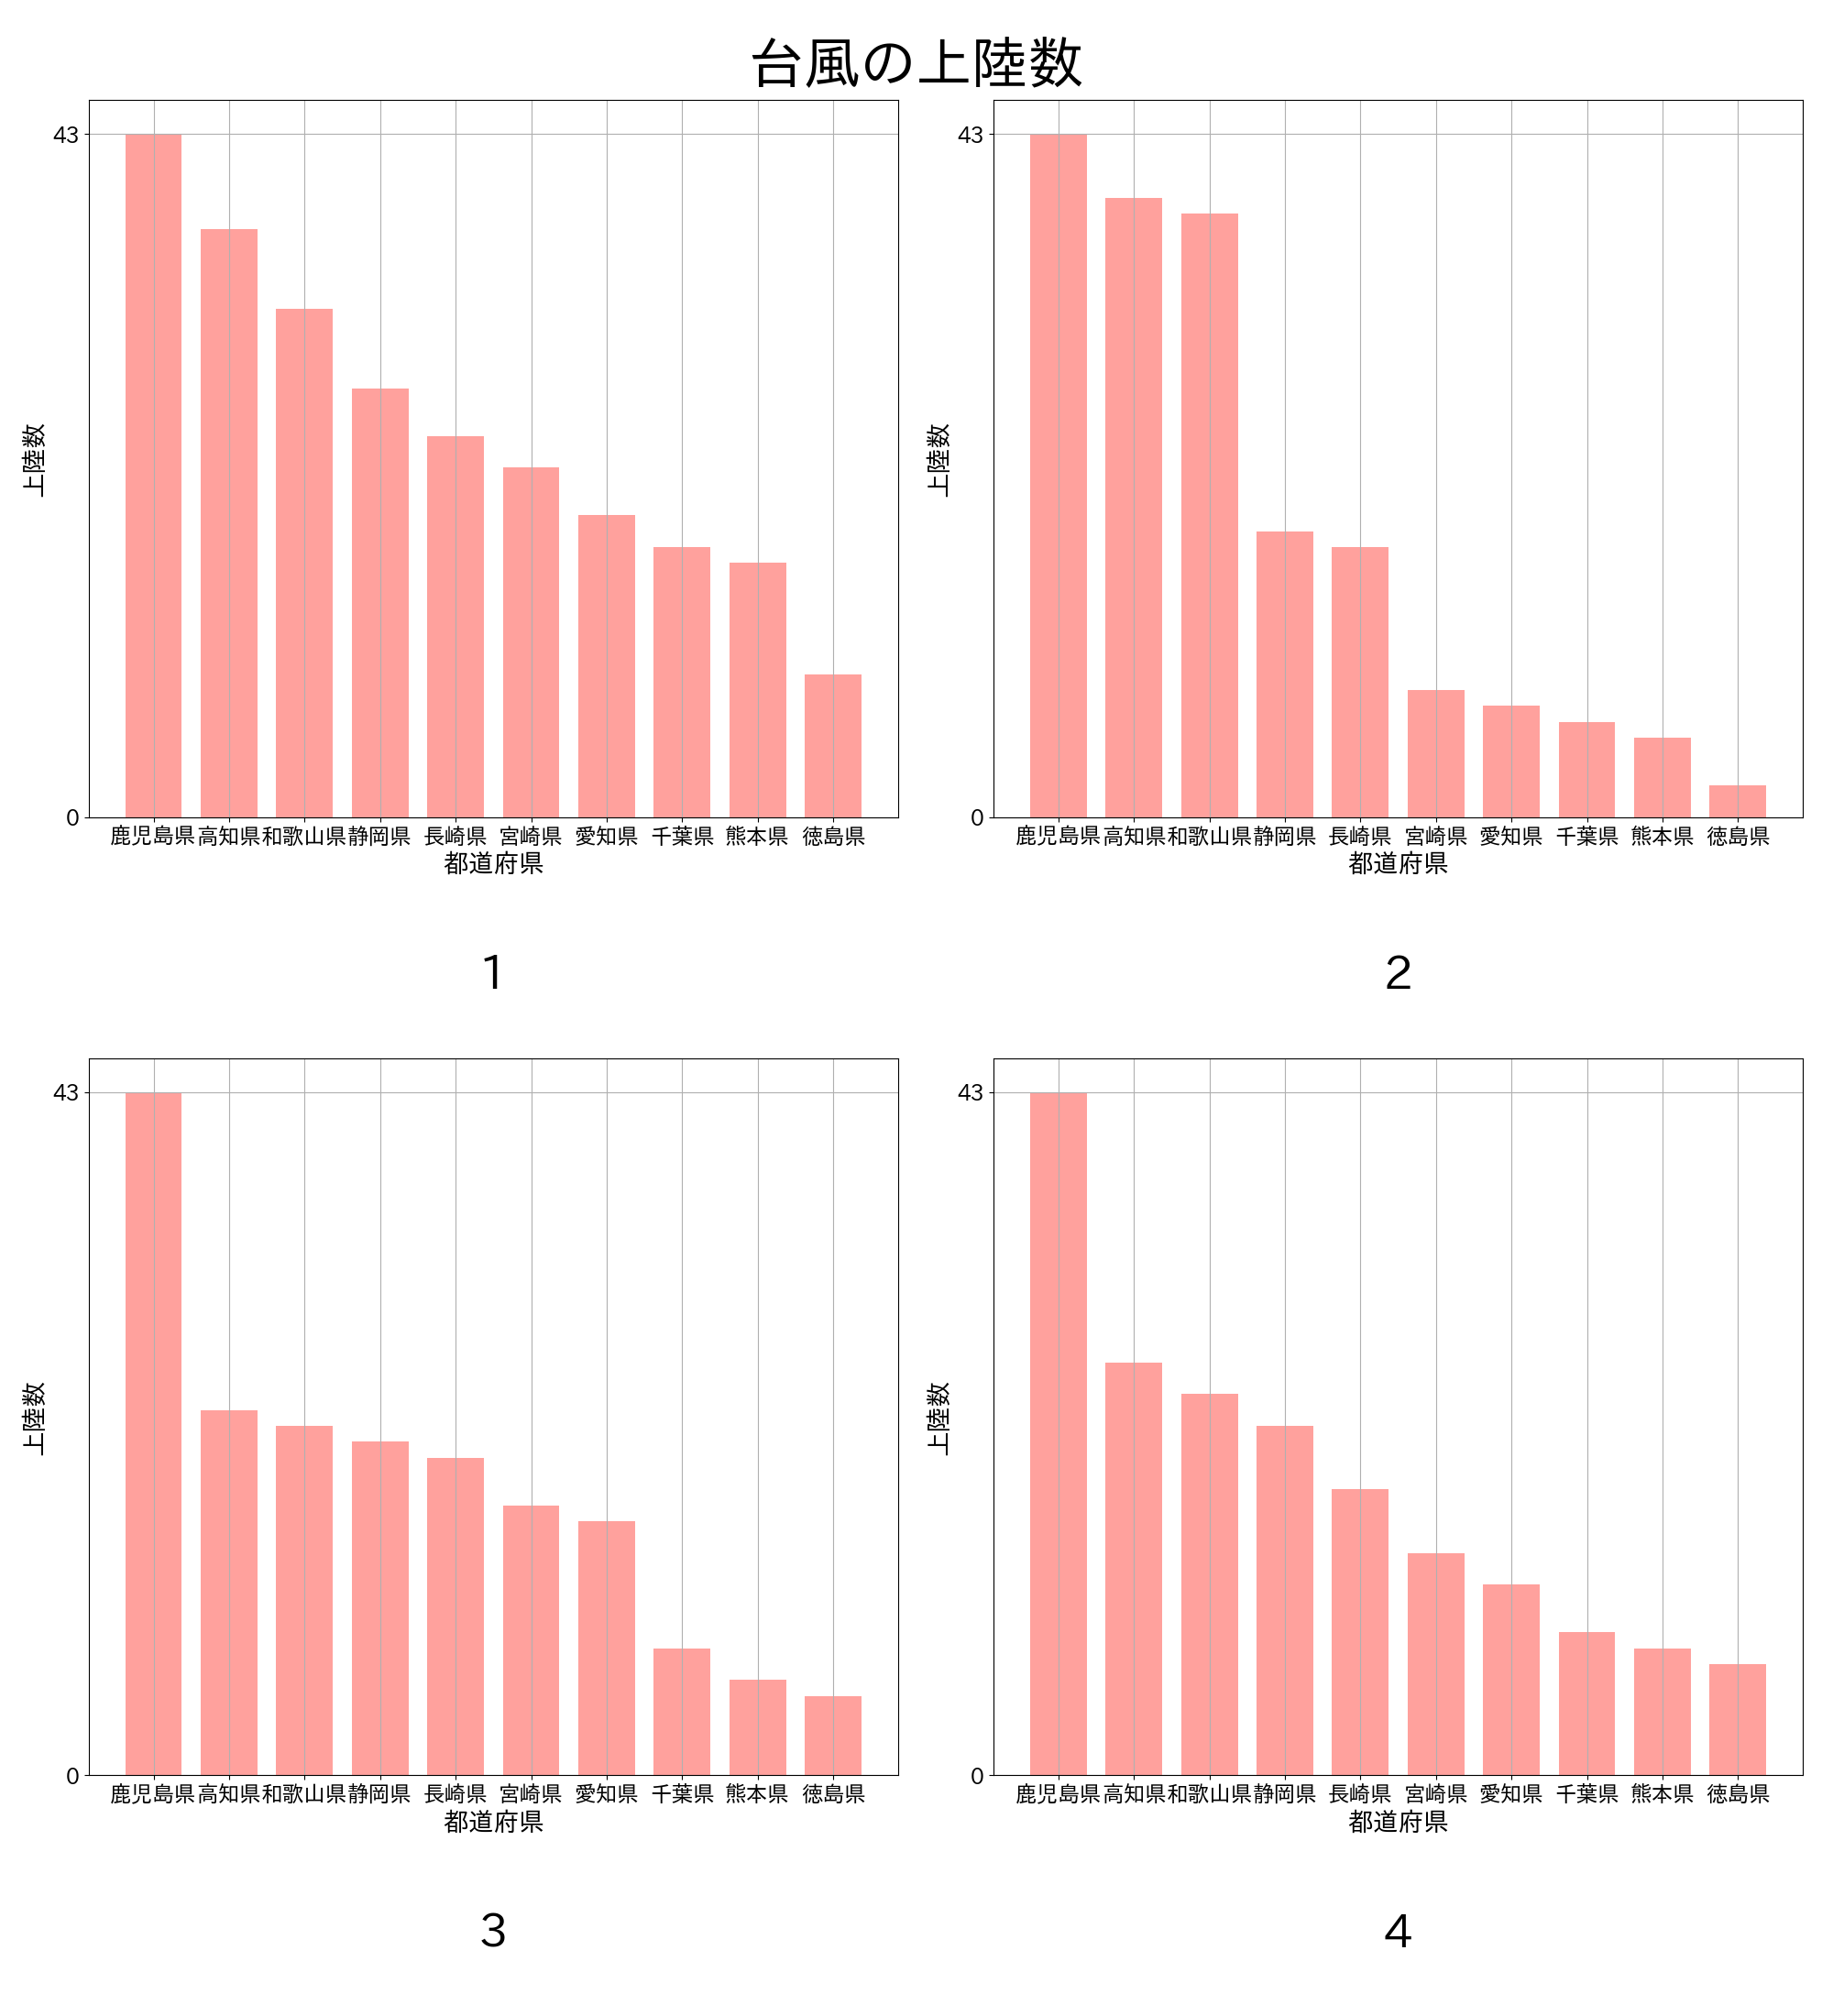 台風の上陸数
43
0
上陸数
鹿児島県 高知県 和歌山県 静岡県 長崎県 宮崎県 愛知県 千葉県 熊本県 徳島県
都道府県
1
43
0
上陸数
鹿児島県 高知県 和歌山県 静岡県 長崎県 宮崎県 愛知県 千葉県 熊本県 徳島県
都道府県
2
43
0
上陸数
鹿児島県 高知県 和歌山県 静岡県 長崎県 宮崎県 愛知県 千葉県 熊本県 徳島県
都道府県
3
43
0
上陸数
鹿児島県 高知県 和歌山県 静岡県 長崎県 宮崎県 愛知県 千葉県 熊本県 徳島県
都道府県
4